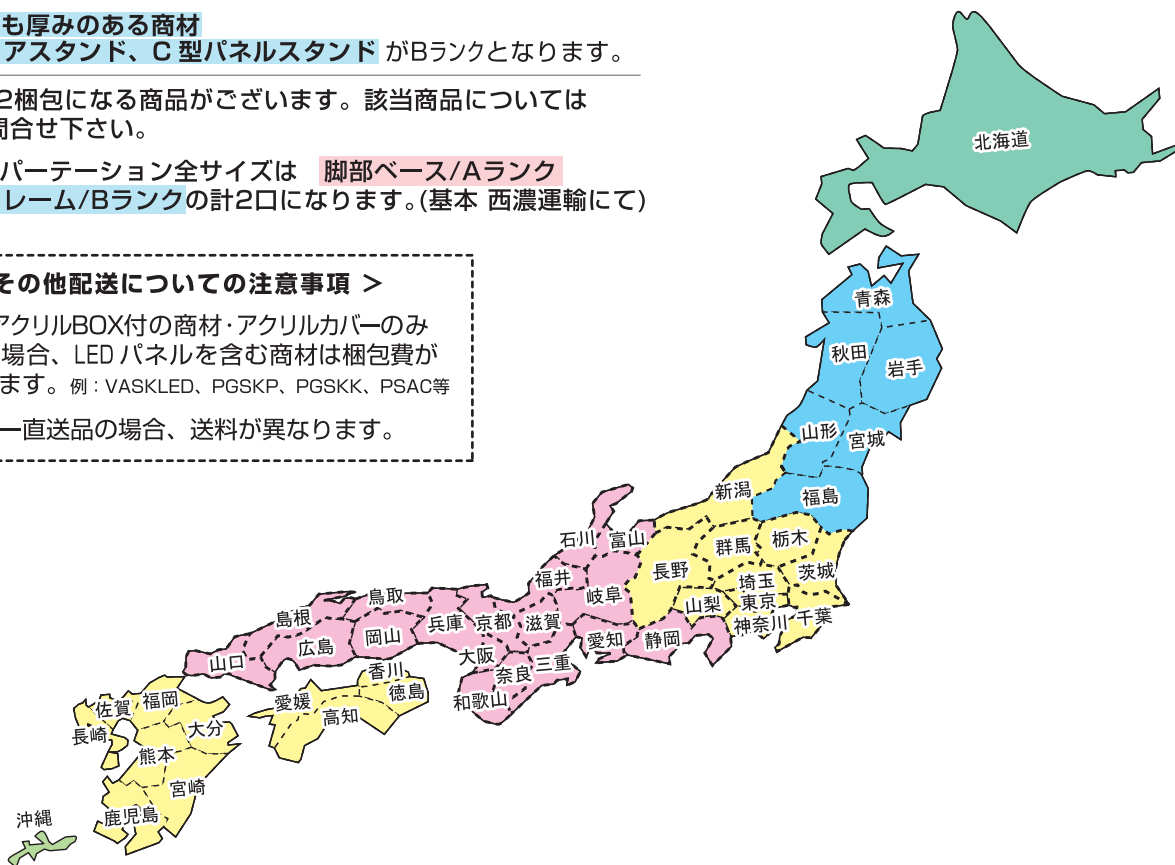 も厚みのある商材
アスタンド、C型パネルスタンド がBランクとなります。
2梱包になる商品がございます。該当商品については
問合せ下さい。
パーテーション全サイズは 脚部ベース/Aランク
レーム/Bランクの計2口になります。(基本 西濃運輸にて)
その他配送についての注意事項 >
アクリルBOX付の商材・アクリルカバーのみ
場合、LEDパネルを含む商材は梱包費が
ます。例：VASKLED、PGSKP、PGSKK、PSAC等
ー直送品の場合、送料が異なります。
北海道
青森
秋田
岩手
山形
宮城
福島
新潟
石川
富山
群馬
栃木
長野
茨城
福井
埼玉
岐阜
山梨
東京
千葉
神奈川
鳥取
島根
兵庫
京都
滋賀
愛知
静岡
岡山
広島
山口
大阪
奈良
三重
和歌山
香川
徳島
愛媛
高知
福岡
佐賀
長崎
大分
熊本
宮崎
鹿児島
沖縄